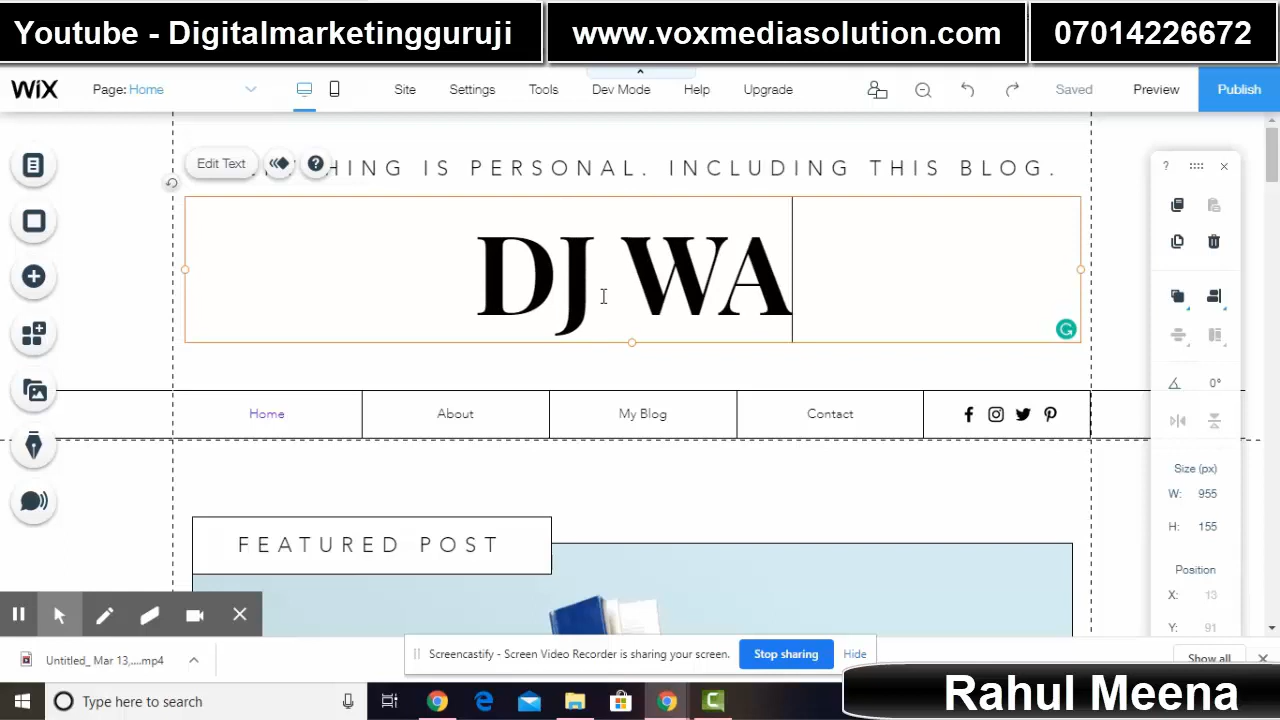 Youtube - Digitalmarketingguruji
www.voxmediasolution.com
07014226672
WiX
Page: Home
Site
Settings
Tools
Dev Mode
Help
Upgrade
Saved
Preview
Publish
Edit Text
?
HING IS PERSONAL. INCLUDING THIS BLOG.
?
DJ WA
0°
Home
About
My Blog
Contact
Size (px)
W: 955
H: 155
FEATURED POST
Position
X: 13
Y: 91
Untitled_ Mar 13,....mp4
Screencastify - Screen Video Recorder is sharing your screen.
Stop sharing
Hide
Show all
Type here to search
Rahul Meena